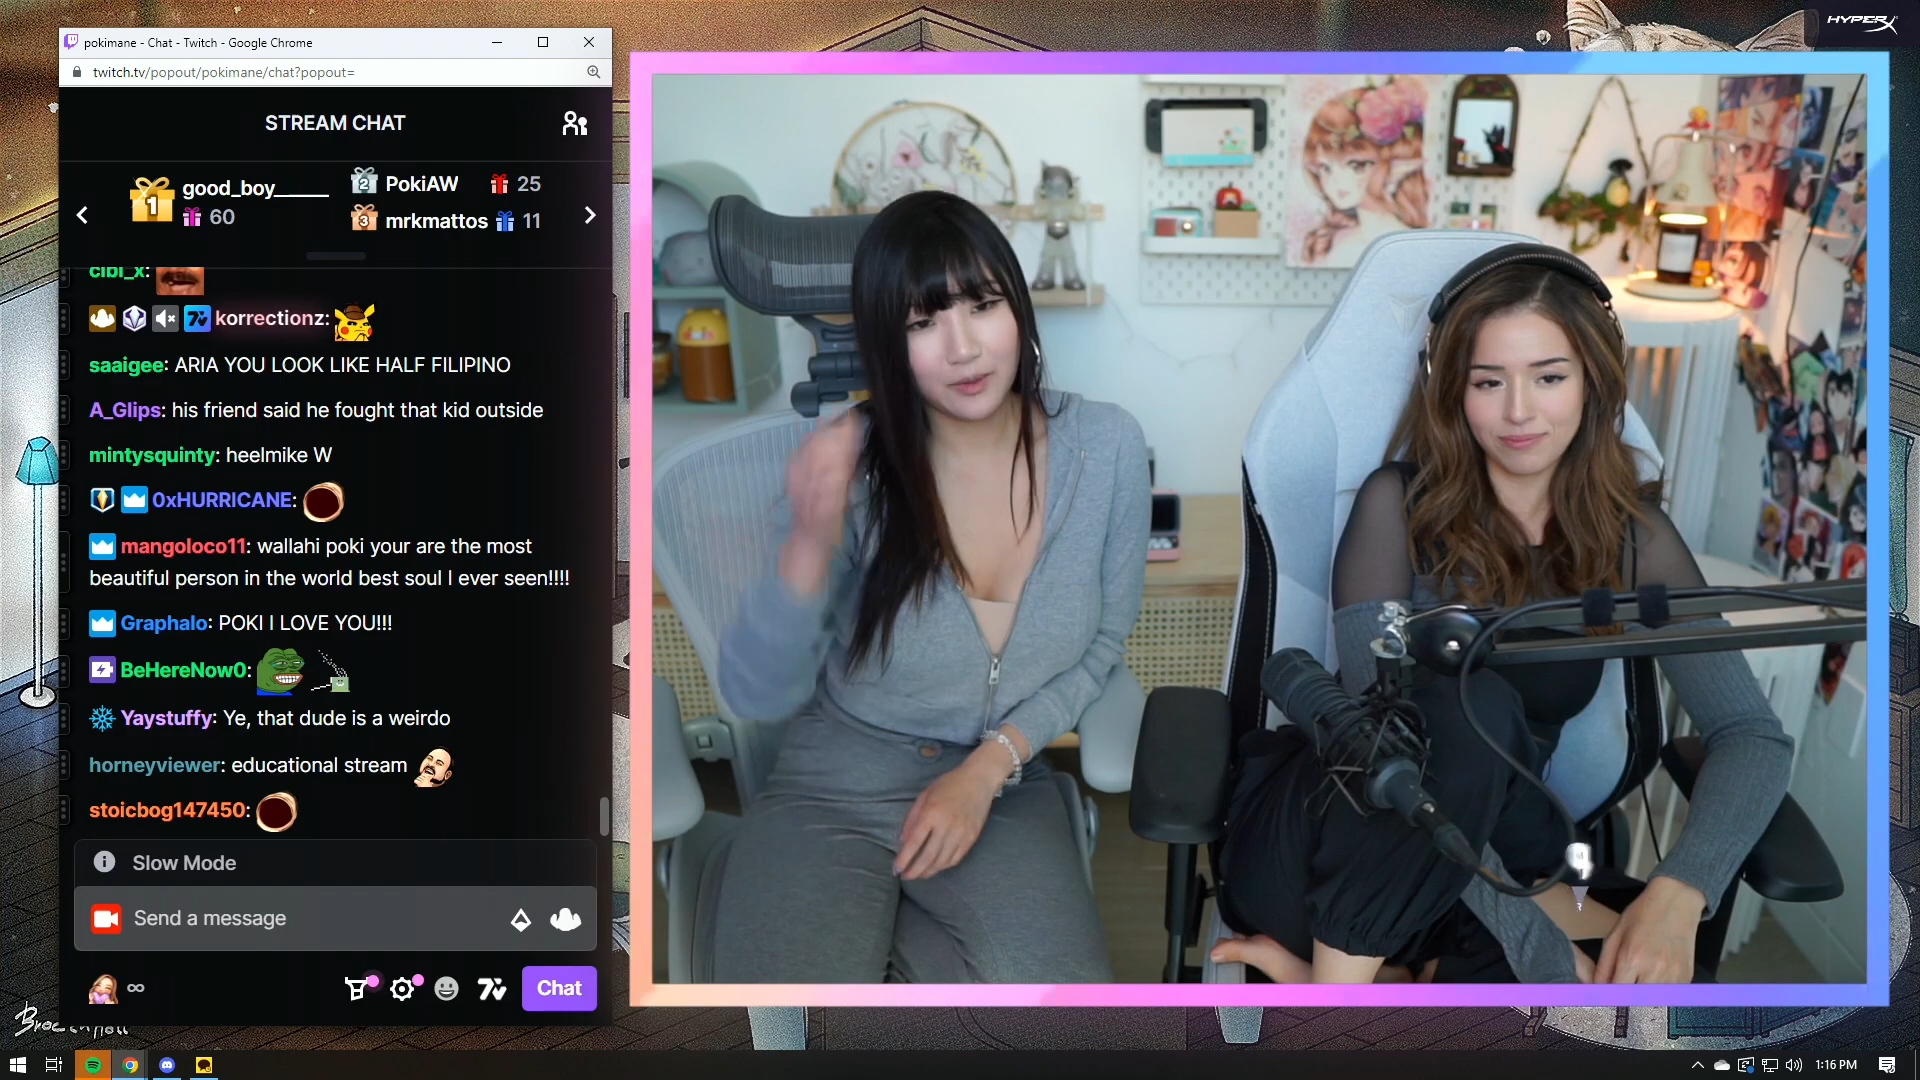 HYPERX
pokimane - Chat - Twitch - Google Chrome
twitch.tv/popout/pokimane/chat?popout=
STREAM CHAT
1 good_boy_____
60
2 PokiAW 25
3 mrkmattos 11
cibi_x:
korrectionz:
saaigee: ARIA YOU LOOK LIKE HALF FILIPINO
A_Glips: his friend said he fought that kid outside
mintysquinty: heelmike W
0xHURRICANE:
mangoloco11: wallahi poki your are the most
beautiful person in the world best soul I ever seen!!!!
Graphalo: POKI I LOVE YOU!!!
BeHereNow0:
Yaystuffy: Ye, that dude is a weirdo
horneyviewer: educational stream
stoicbog147450:
Slow Mode
Send a message
∞
Chat
1:16 PM